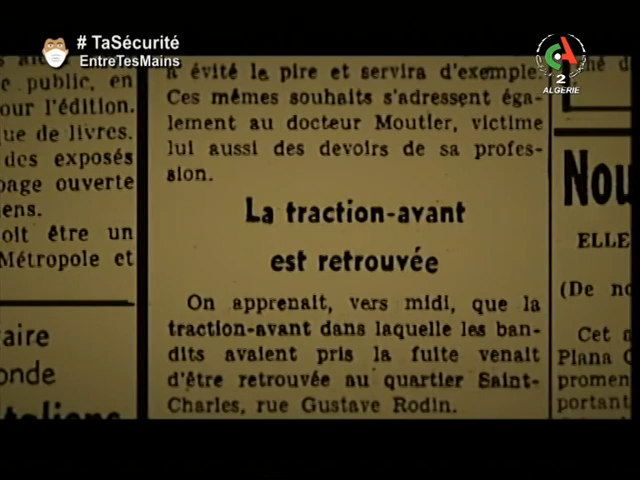 # TaSécurité
EntreTesMains
2
ALGERIE
e public, en
our l'édition.
que de livres.
des exposés
page ouverte
iens.
oit être un
Métropole et
aire
onde
a évité le pire et servira d'exemple.
Ces mêmes souhaits s'adressent éga-
lement au docteur Moutier, victime
lui aussi des devoirs de sa profes-
sion.
La traction-avant
est retrouvée
On apprenait, vers midi, que la
traction-avant dans laquelle les ban-
dits avaient pris la fuite venait
d'être retrouvée au quartier Saint-
Charles, rue Gustave Rodin.
Nou
ELLE
(De no
Cet
Plana
promen
portant